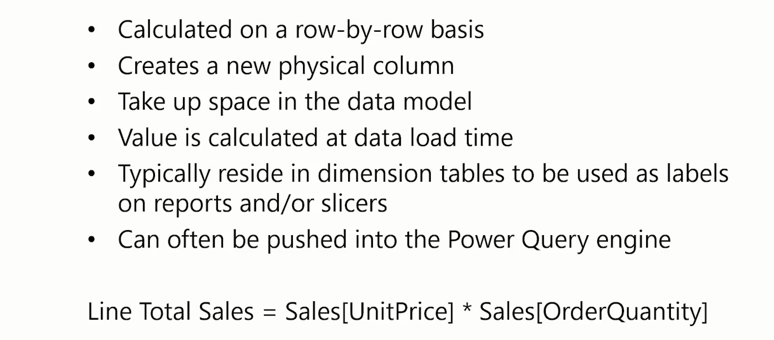 • Calculated on a row-by-row basis
• Creates a new physical column
• Take up space in the data model
• Value is calculated at data load time
• Typically reside in dimension tables to be used as labels
on reports and/or slicers
• Can often be pushed into the Power Query engine
Line Total Sales = Sales[UnitPrice] * Sales[OrderQuantity]